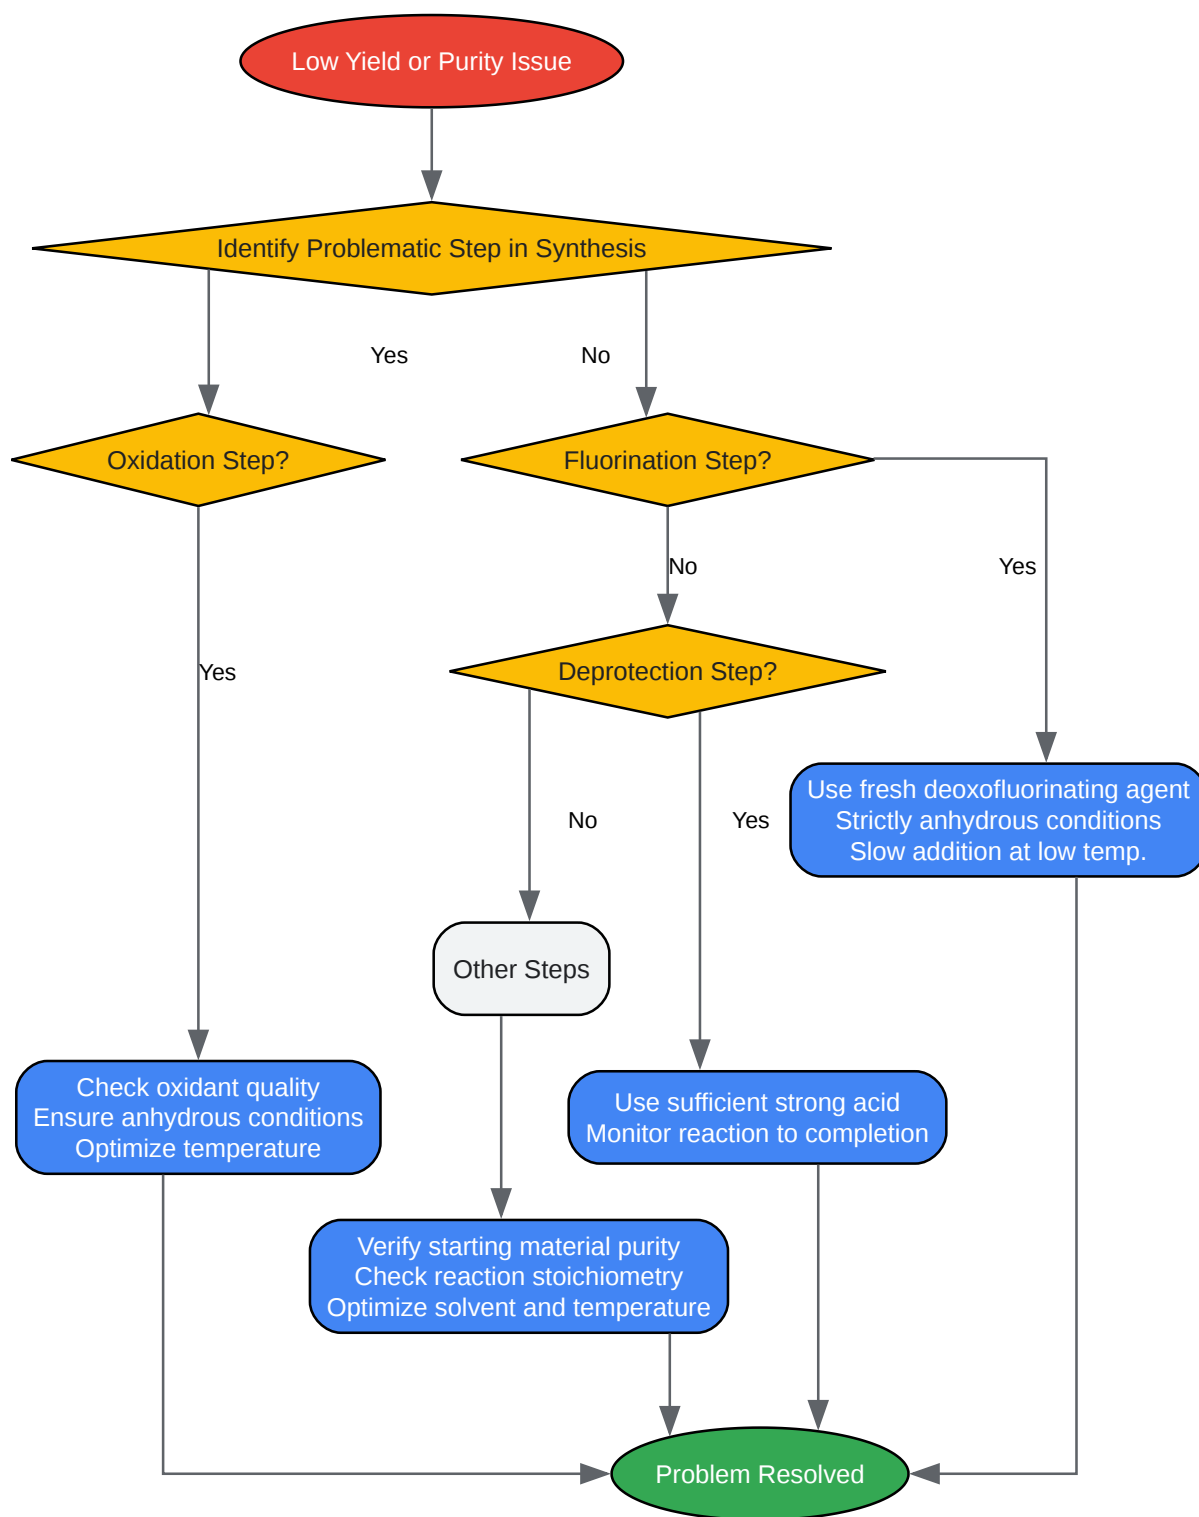 Low Yield or Purity Issue
Identify Problematic Step in Synthesis
Yes
No
Oxidation Step?
Fluorination Step?
No
Yes
Yes
Deprotection Step?
Use fresh deoxofluorinating agent
Strictly anhydrous conditions
Slow addition at low temp.
No
Yes
Other Steps
Check oxidant quality
Ensure anhydrous conditions
Optimize temperature
Use sufficient strong acid
Monitor reaction to completion
Verify starting material purity
Check reaction stoichiometry
Optimize solvent and temperature
Problem Resolved